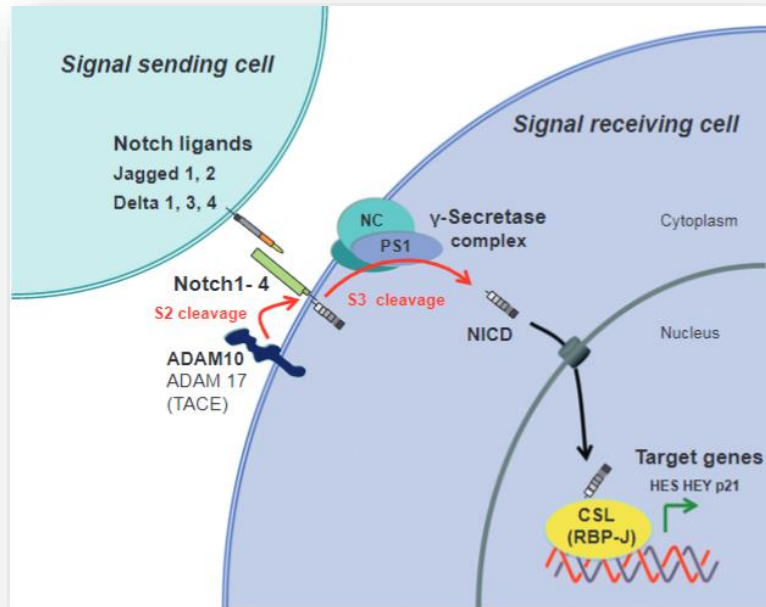 Signal sending cell
Notch ligands
Jagged 1, 2
Delta 1, 3, 4
Signal receiving cell
NC
PS1
γ-Secretase
complex
Cytoplasm
Notch1- 4
S2 cleavage
S3 cleavage
NICD
Nucleus
ADAM10
ADAM 17
(TACE)
Target genes
HES HEY p21
CSL
(RBP-J)